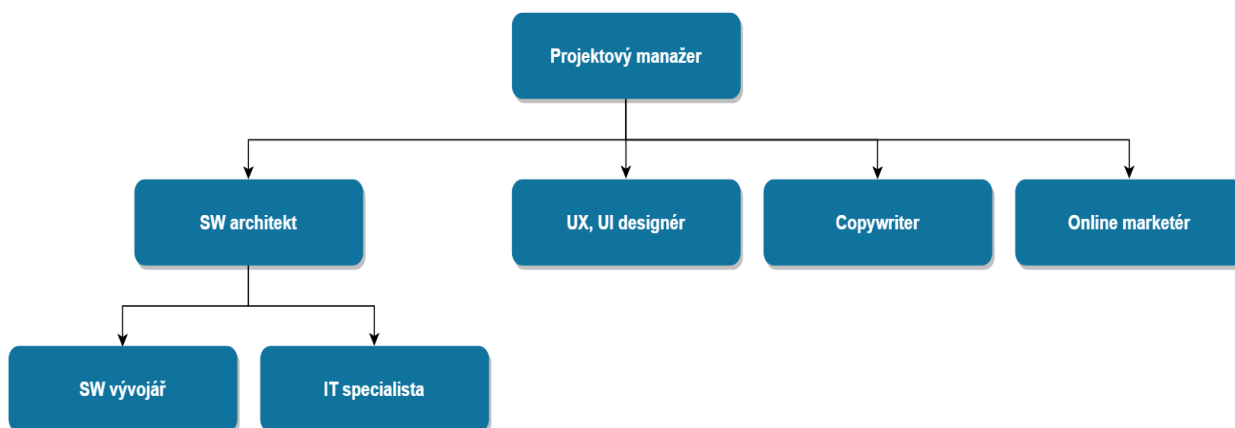 Projektový manažer
SW architekt
UX, UI designér
Copywriter
Online marketér
SW vývojář
IT specialista